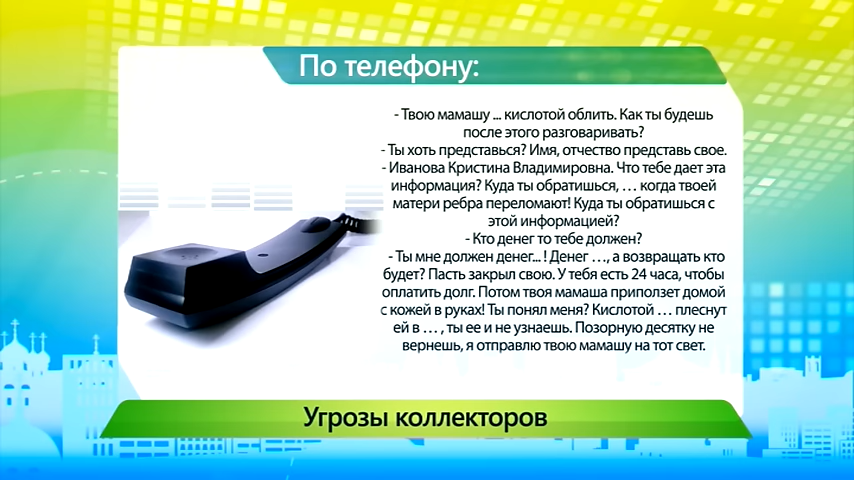 По телефону:
- Твою мамашу ... кислотой облить. Как ты будешь
после этого разговаривать?
- Ты хоть представься? Имя, отчество представь свое.
- Иванова Кристина Владимировна. Что тебе дает эта
информация? Куда ты обратишься, … когда твоей
матери ребра переломают! Куда ты обратишься с
этой информацией?
- Кто денег то тебе должен?
- Ты мне должен денег... ! Денег …, а возвращать кто
будет? Пасть закрыл свою. У тебя есть 24 часа, чтобы
оплатить долг. Потом твоя мамаша приползет домой
с кожей в руках! Ты понял меня? Кислотой … плеснут
ей в … , ты ее и не узнаешь. Позорную десятку не
вернешь, я отправлю твою мамашу на тот свет.
Угрозы коллекторов